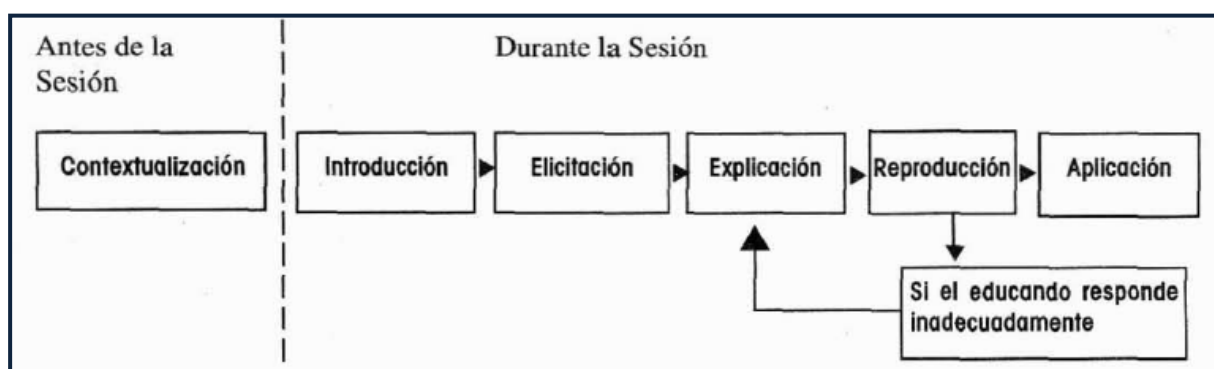 Antes de la
Sesión
Durante la Sesión
Contextualización
Introducción
Elicitación
Explicación
Reproducción
Aplicación
Si el educando responde
inadecuadamente